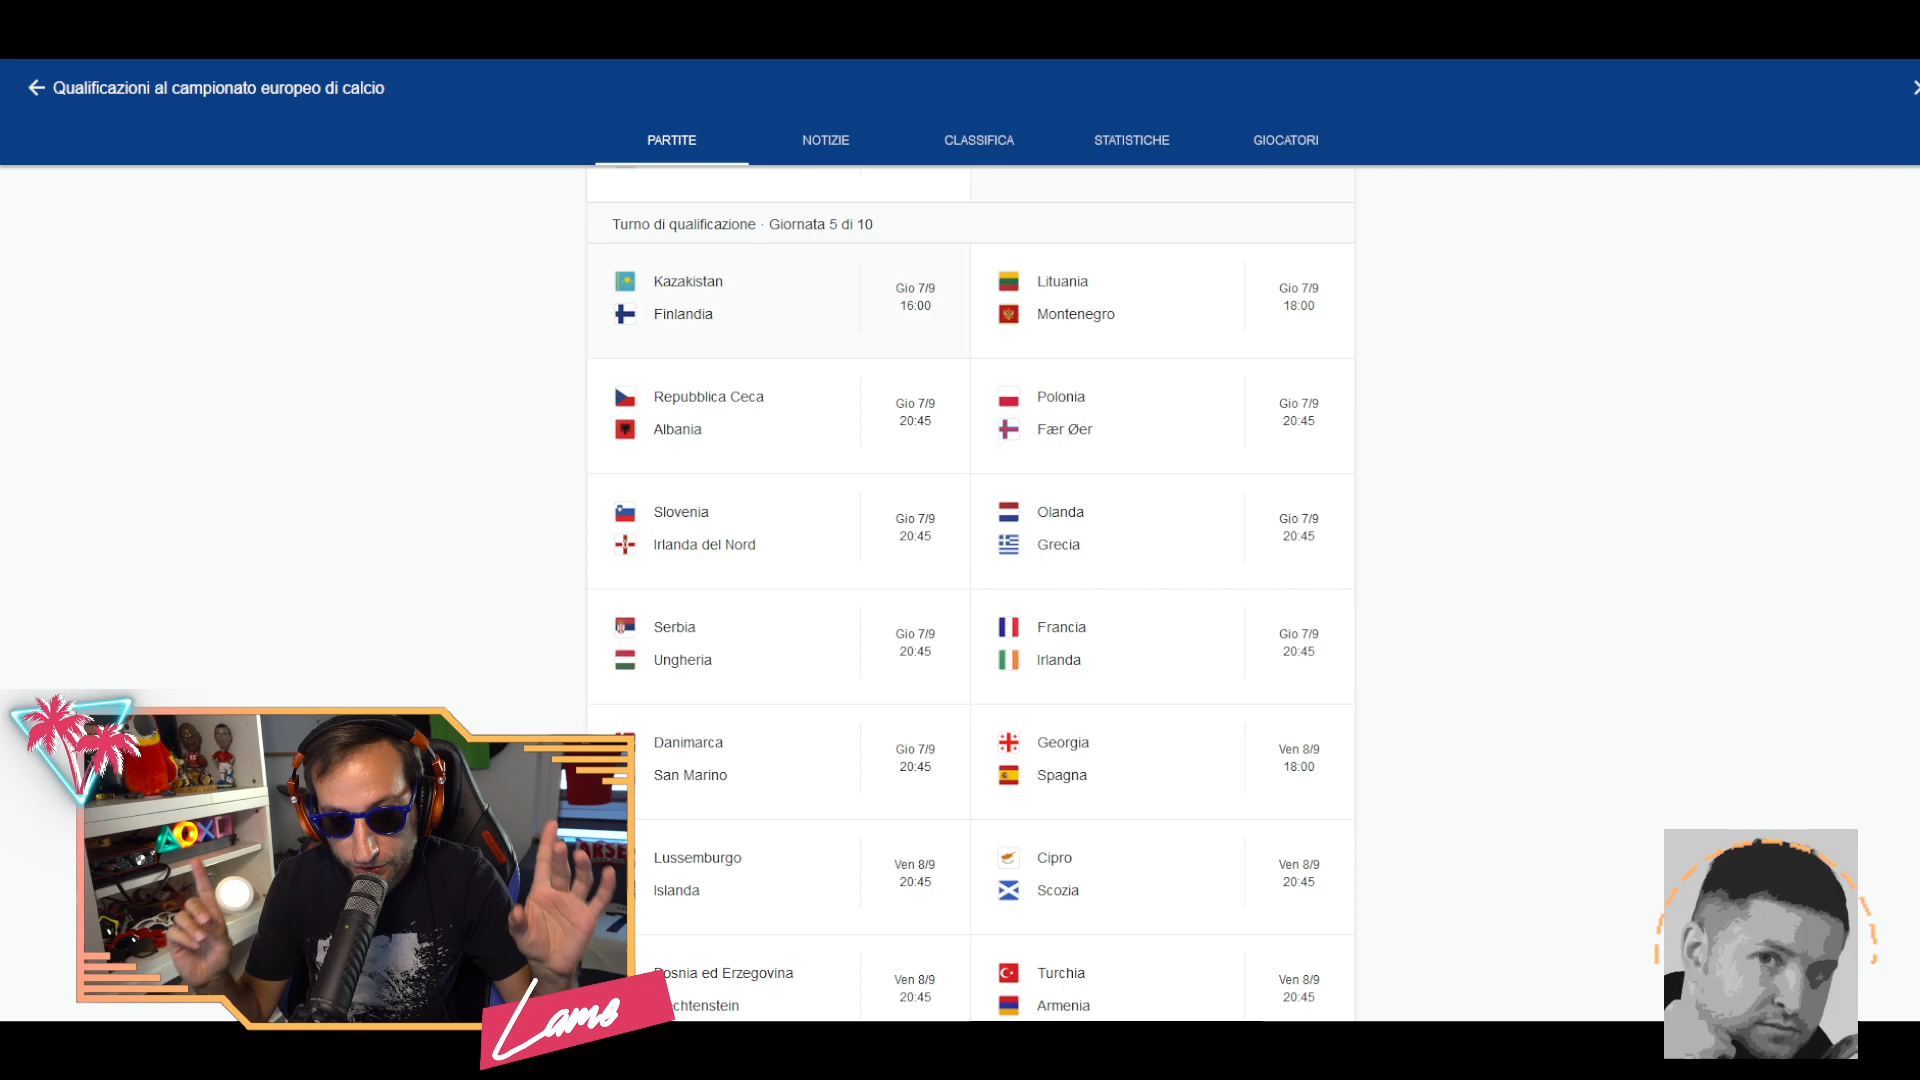 Qualificazioni al campionato europeo di calcio
PARTITE
NOTIZIE
CLASSIFICA
STATISTICHE
GIOCATORI
Turno di qualificazione · Giornata 5 di 10
Kazakistan
Finlandia
Gio 7/9
16:00
Lituania
Montenegro
Gio 7/9
18:00
Repubblica Ceca
Albania
Gio 7/9
20:45
Polonia
Fær Øer
Gio 7/9
20:45
Slovenia
Irlanda del Nord
Gio 7/9
20:45
Olanda
Grecia
Gio 7/9
20:45
Serbia
Ungheria
Gio 7/9
20:45
Francia
Irlanda
Gio 7/9
20:45
Danimarca
San Marino
Gio 7/9
20:45
Georgia
Spagna
Ven 8/9
18:00
Lussemburgo
Islanda
Ven 8/9
20:45
Cipro
Scozia
Ven 8/9
20:45
Bosnia ed Erzegovina
chtenstein
Ven 8/9
20:45
Turchia
Armenia
Ven 8/9
20:45
Lame